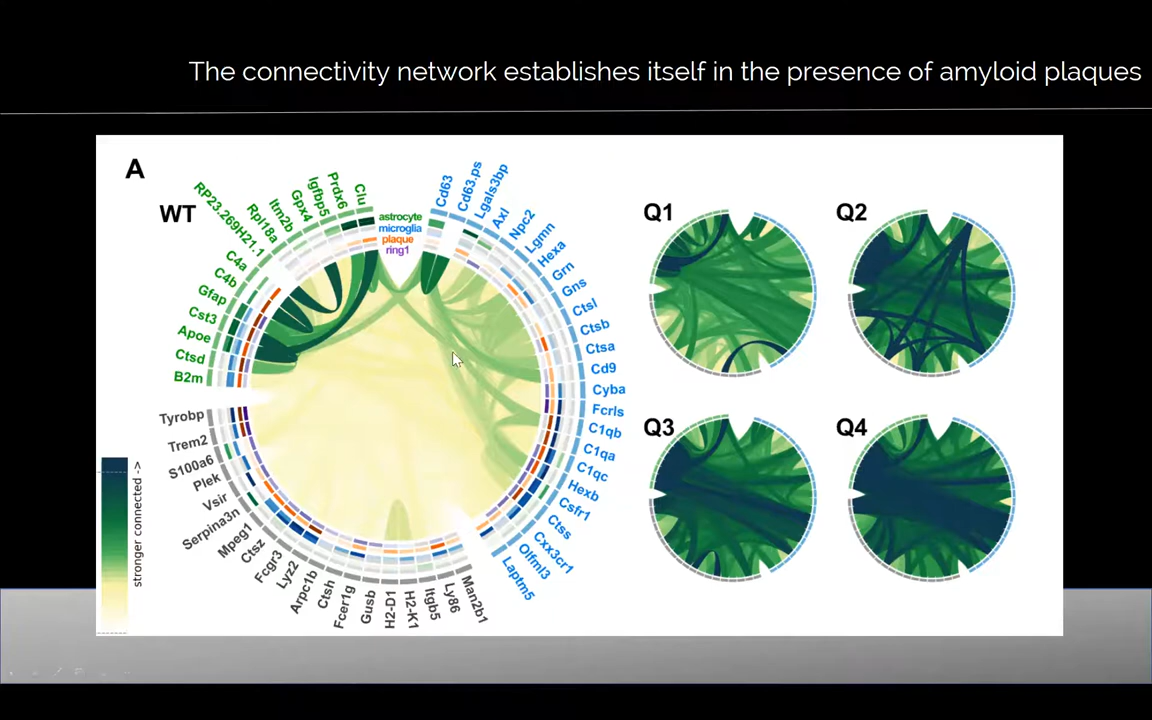 The connectivity network establishes itself in the presence of amyloid plaques
A
WT
astrocyte
microglia
plaque
ring1
Clu
Prdx6
Igfbp5
Gpx4
Itm2b
Rpl18a
RP23.269H21.1
C4a
C4b
Gfap
Cst3
Apoe
Ctsd
B2m
Cd63
Cd63.ps
Lgals3bp
Axl
Npc2
Lgmn
Hexa
Grn
Gns
Ctsl
Ctsb
Ctsa
Cd9
Cyba
Fcrls
C1qb
C1qa
C1qc
Hexb
Csfr1
Ctss
Cx3cr1
Olfml3
Laptm5
Tyrobp
Trem2
S100a6
Plek
Vsir
Serpina3n
Mpeg1
Ctsz
Fcgr3
Lyz2
Arpc1b
Ctsh
Fcer1g
Gusb
H2-D1
H2-K1
Itgb5
Ly86
Man2b1
stronger connected ->
Q1
Q2
Q3
Q4